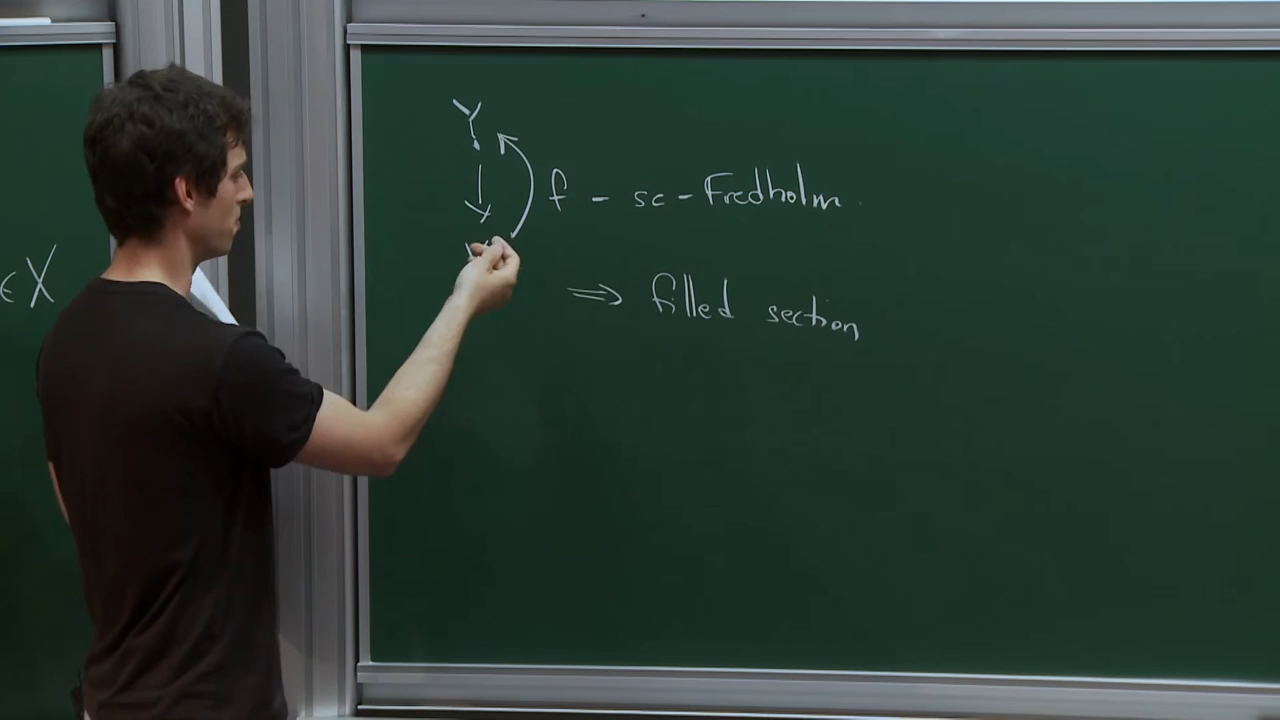 ∈ X
Y
↓ f - sc-Fredholm
⇒ filled section